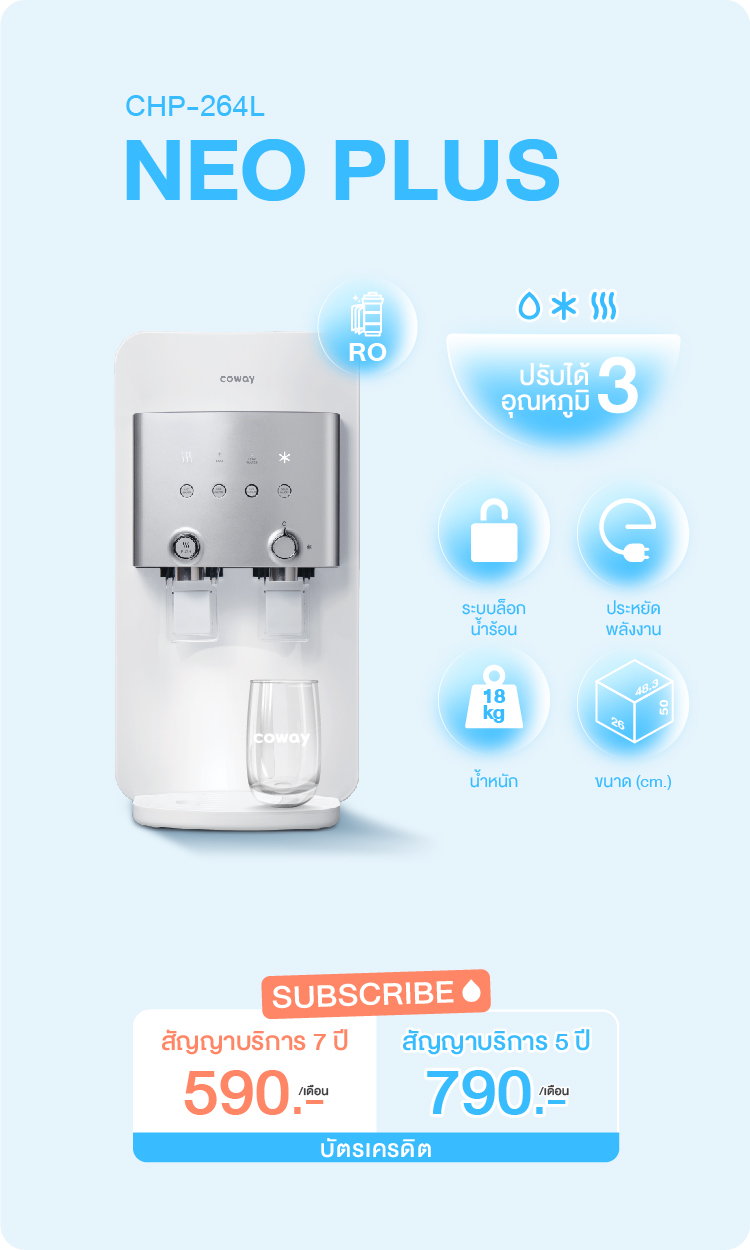 CHP-264L
NEO PLUS
RO
ปรับได้ 3
อุณหภูมิ
coway
ระบบล็อก
น้ำร้อน
ประหยัด
พลังงาน
coway
18
kg
48.3
26
50
น้ำหนัก
ขนาด (cm.)
SUBSCRIBE
สัญญาบริการ 7 ปี
590.– /เดือน
สัญญาบริการ 5 ปี
790.– /เดือน
บัตรเครดิต